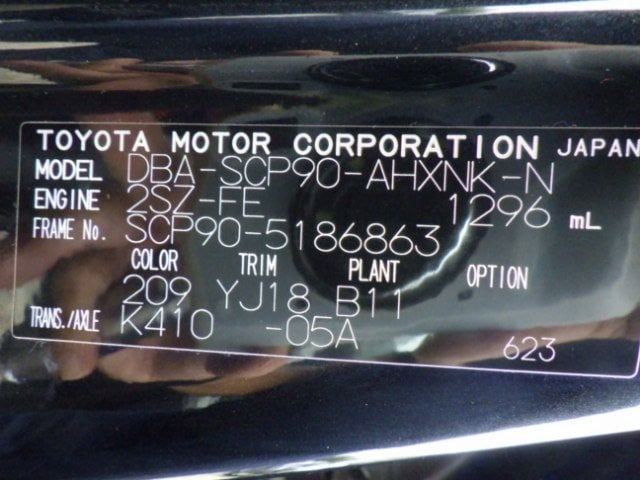 TOYOTA MOTOR CORPORATION JAPAN
MODEL DBA-SCP90-AHXNK-N
ENGINE 2SZ-FE 1296 mL
FRAME No. SCP90-5186863
COLOR TRIM PLANT OPTION
209 YJ18 B11
TRANS./AXLE K410 -05A
623